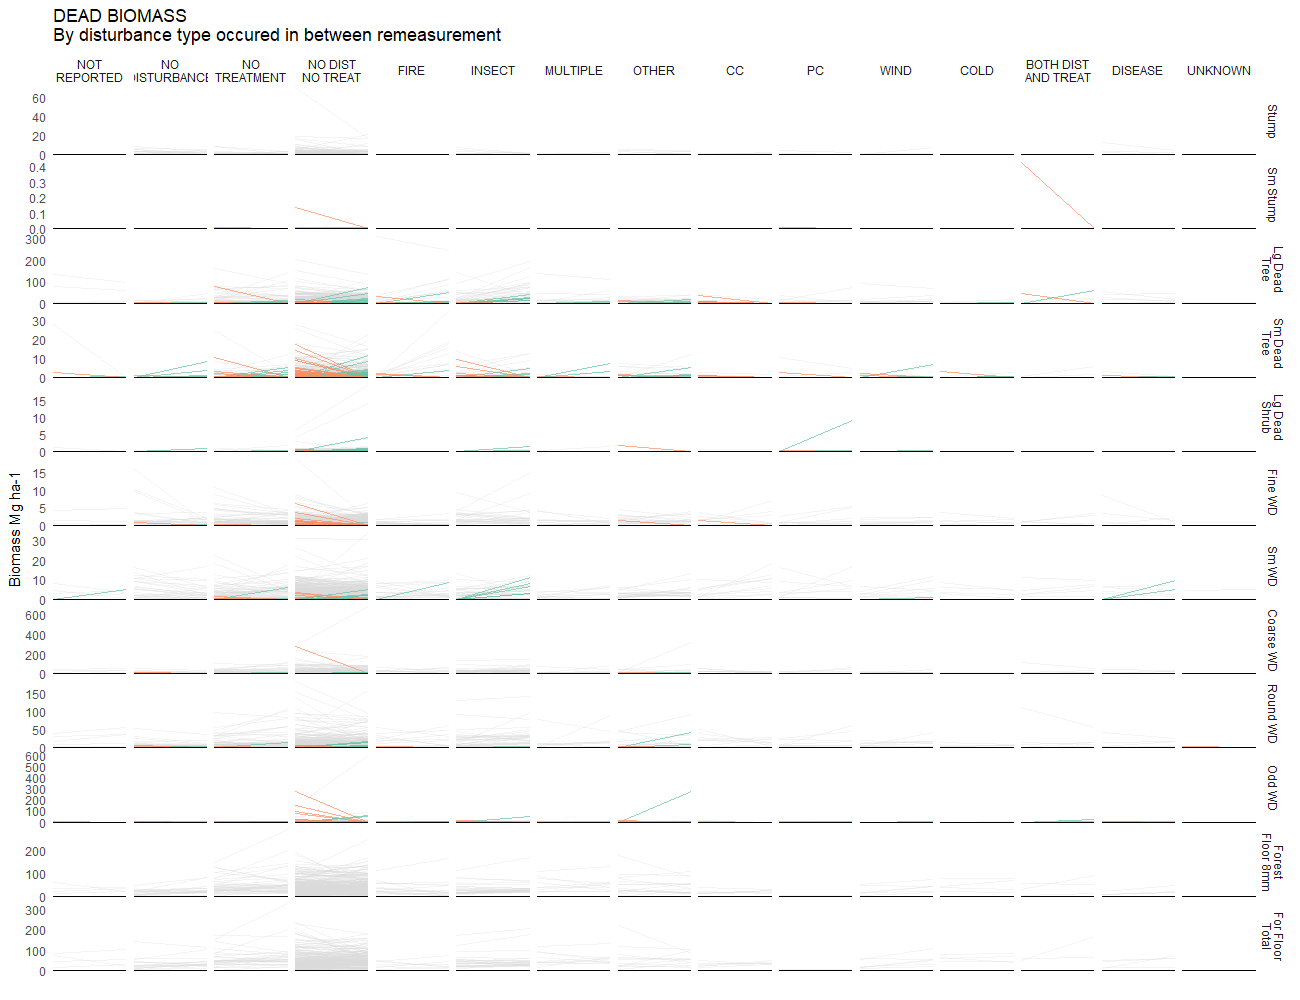 DEAD BIOMASS
By disturbance type occured in between remeasurement
NOT
REPORTED
NO
DISTURBANCE
NO
TREATMENT
NO DIST
NO TREAT
FIRE
INSECT
MULTIPLE
OTHER
CC
PC
WIND
COLD
BOTH DIST
AND TREAT
DISEASE
UNKNOWN
Biomass Mg ha-1
60
40
20
0
Stump
0.4
0.3
0.2
0.1
0.0
Sm Stump
300
200
100
0
Lg Dead
Tree
30
20
10
0
Sm Dead
Tree
15
10
5
0
Lg Dead
Shrub
15
10
5
0
Fine WD
30
20
10
0
Sm WD
600
400
200
0
Coarse WD
150
100
50
0
Round WD
600
500
400
300
200
100
0
Odd WD
200
100
0
Forest
Floor 8mm
300
200
100
0
For Floor
Total